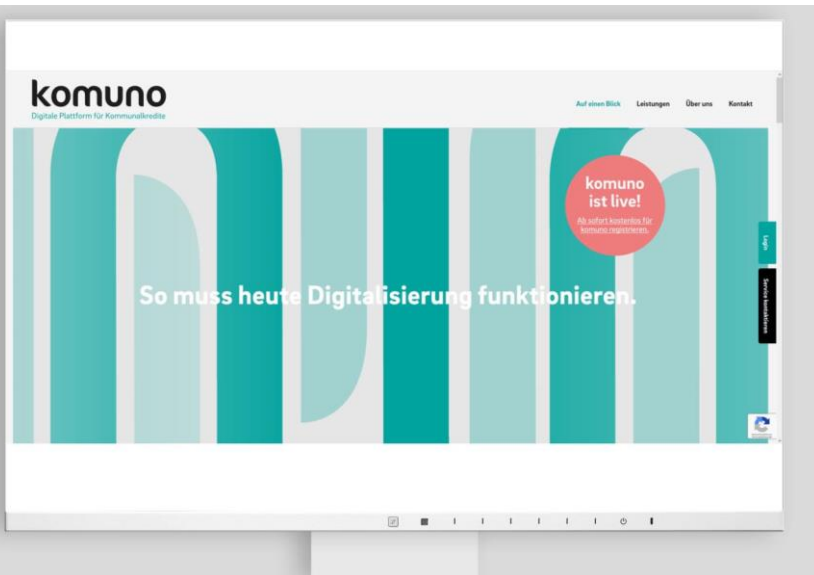 komuno
Digitale Plattform für Kommunalkredite
Auf einen Blick
Leistungen
Über uns
Kontakt
komuno
ist live!
Ab sofort kostenlos für
komuno registrieren.
So muss heute Digitalisierung funktionieren.
Login
Service kontaktieren